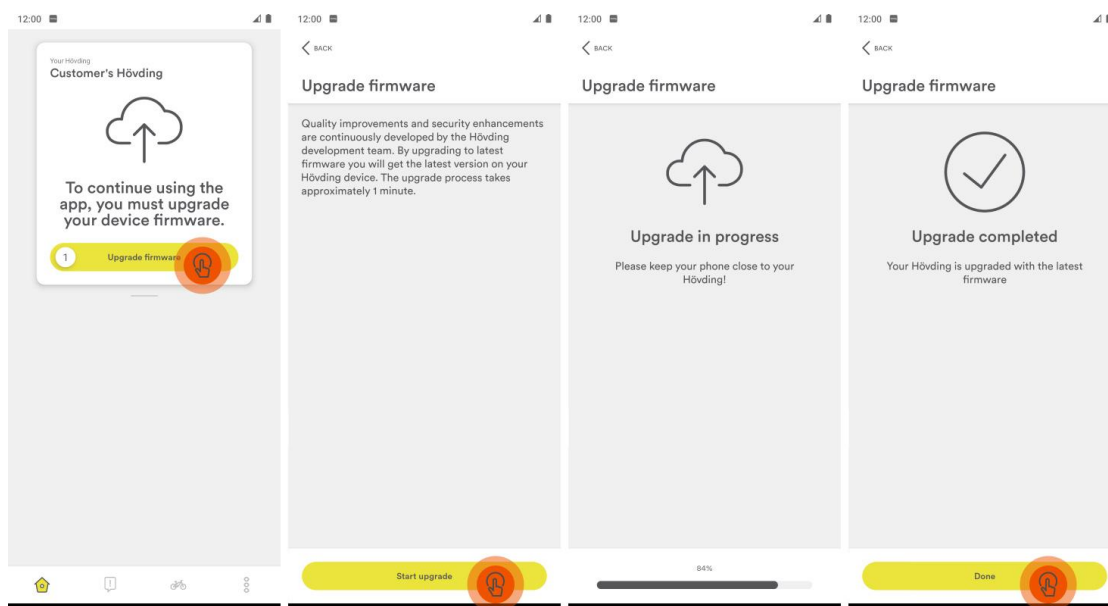 12:00
Your Hövding
Customer's Hövding
To continue using the
app, you must upgrade
your device firmware.
1 Upgrade firmware
12:00
BACK
Upgrade firmware
Quality improvements and security enhancements
are continuously developed by the Hövding
development team. By upgrading to latest
firmware you will get the latest version on your
Hövding device. The upgrade process takes
approximately 1 minute.
Start upgrade
12:00
BACK
Upgrade firmware
Upgrade in progress
Please keep your phone close to your
Hövding!
84%
12:00
BACK
Upgrade firmware
Upgrade completed
Your Hövding is upgraded with the latest
firmware
Done